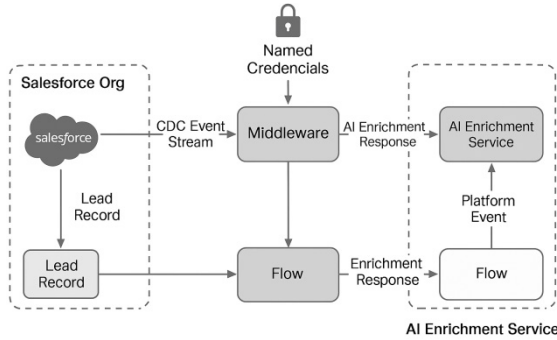 Named
Credencials
Salesforce Org
salesforce
CDC Event
Stream
Middleware
AI Enrichment
Response
AI Enrichment
Service
Lead
Record
Platform
Event
Lead
Record
Flow
Enrichment
Response
Flow
AI Enrichment Service